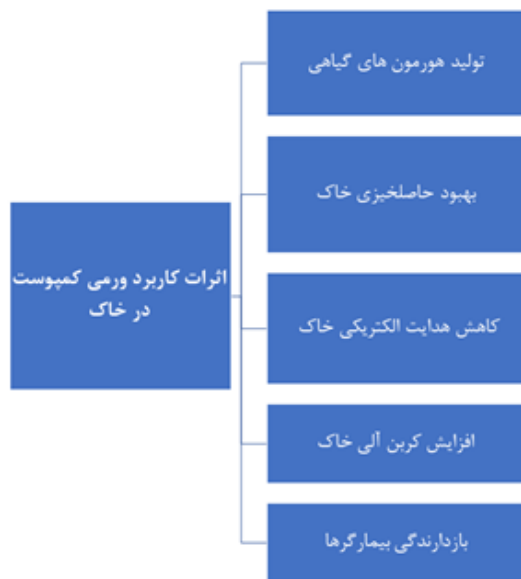 اثرات کاربرد ورمی کمپوست
در خاک
تولید هورمون های گیاهی
بهبود حاصلخیزی خاک
کاهش هدایت الکتریکی خاک
افزایش کربن آلی خاک
بازدارندگی بیمارگرها